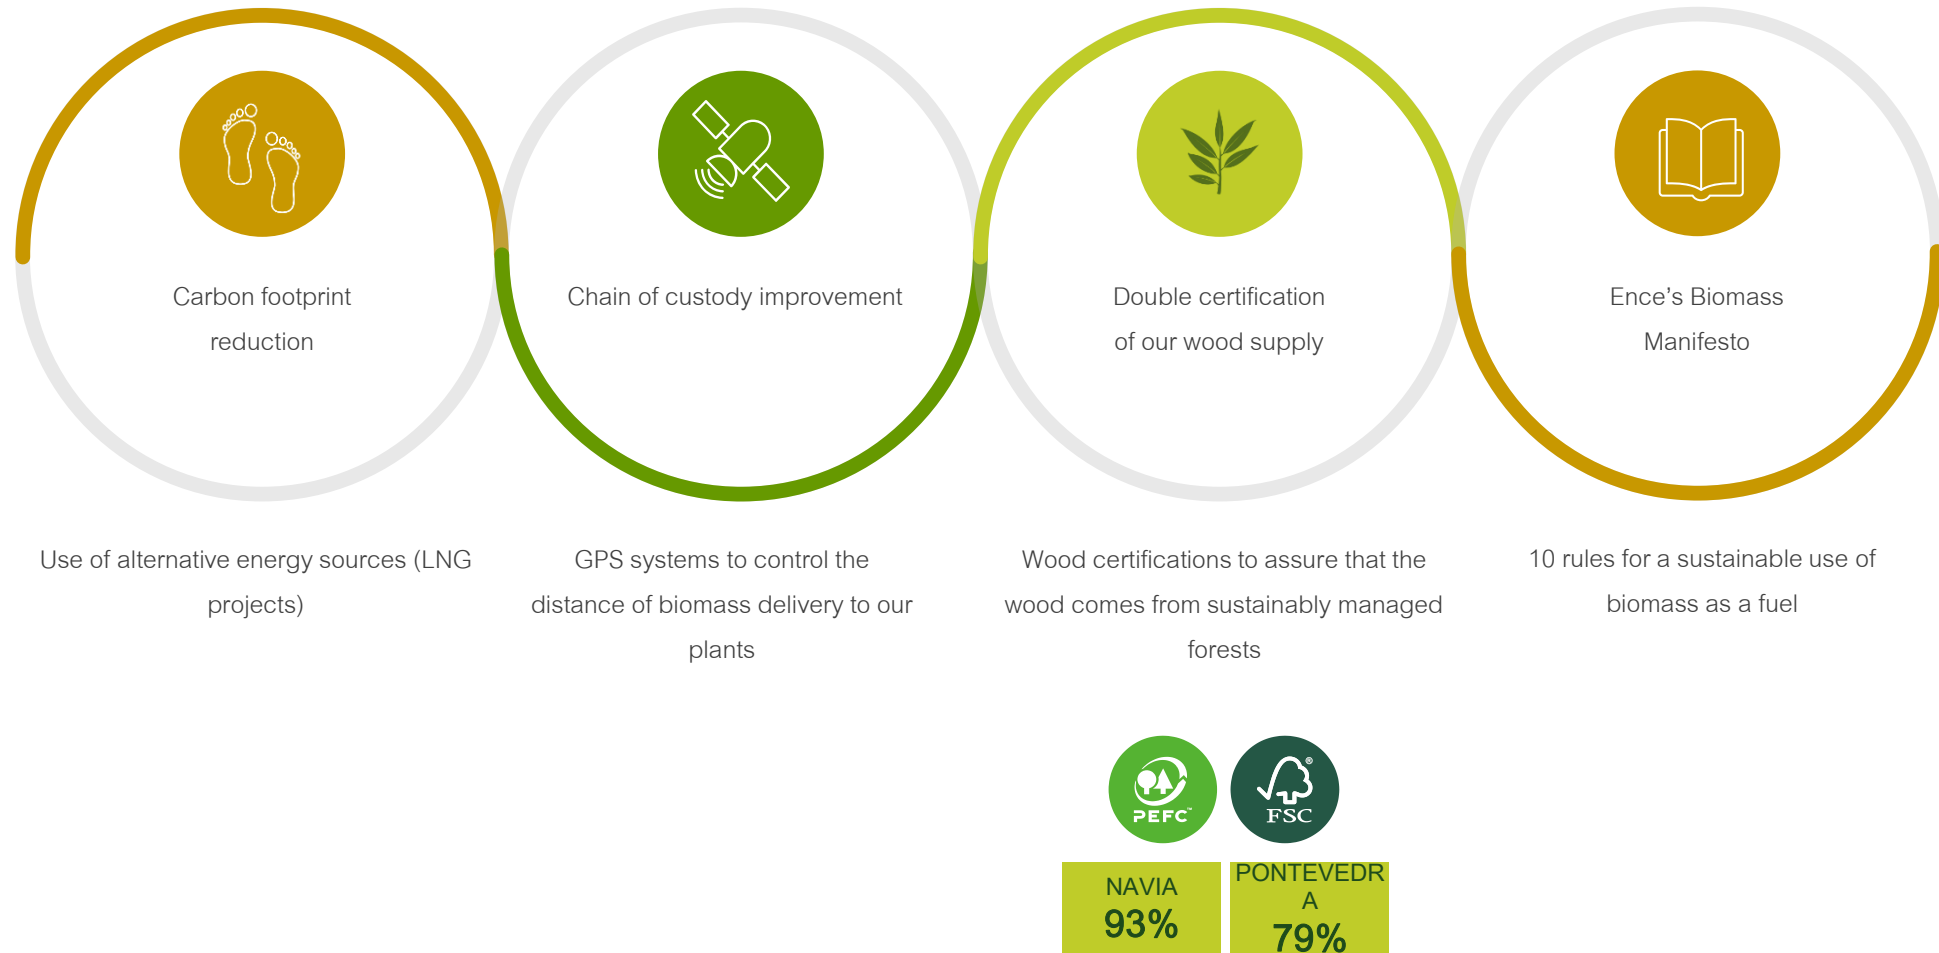 Carbon footprint
reduction
Chain of custody improvement
Double certification
of our wood supply
Ence’s Biomass
Manifesto
Use of alternative energy sources (LNG
projects)
GPS systems to control the
distance of biomass delivery to our
plants
Wood certifications to assure that the
wood comes from sustainably managed
forests
10 rules for a sustainable use of
biomass as a fuel
PEFC™
FSC®
NAVIA
93%
PONTEVEDR
A
79%